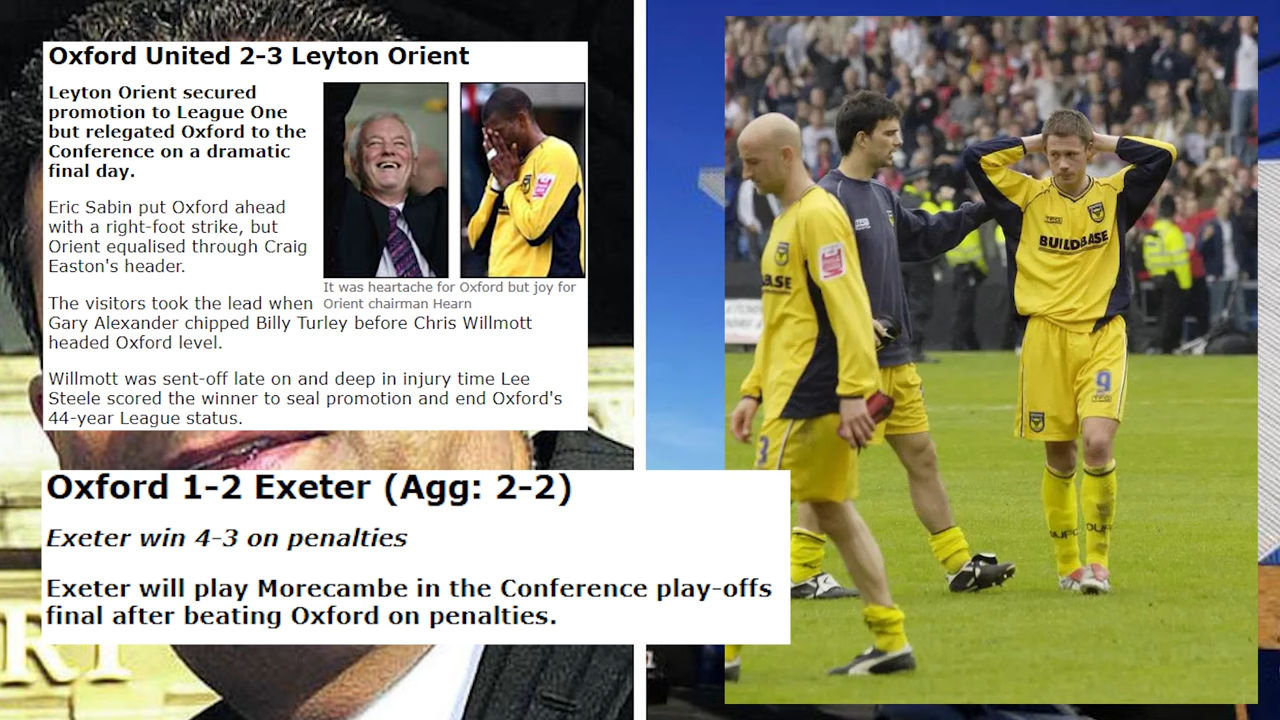 Oxford United 2-3 Leyton Orient
Leyton Orient secured
promotion to League One
but relegated Oxford to the
Conference on a dramatic
final day.
Eric Sabin put Oxford ahead
with a right-foot strike, but
Orient equalised through Craig
Easton's header.
It was heartache for Oxford but joy for
Orient chairman Hearn
The visitors took the lead when
Gary Alexander chipped Billy Turley before Chris Willmott
headed Oxford level.
Willmott was sent-off late on and deep in injury time Lee
Steele scored the winner to seal promotion and end Oxford's
44-year League status.
Oxford 1-2 Exeter (Agg: 2-2)
Exeter win 4-3 on penalties
Exeter will play Morecambe in the Conference play-offs
final after beating Oxford on penalties.
BUILDBASE
9